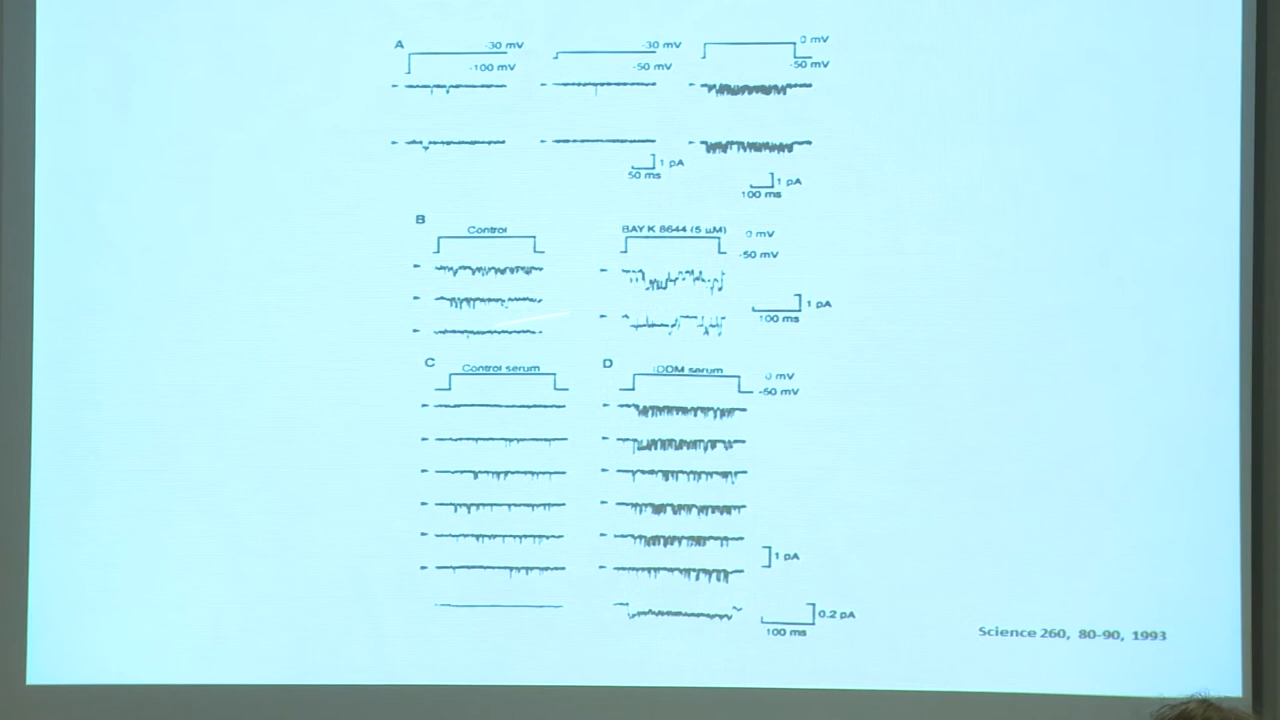 A
-30 mV
-100 mV
-30 mV
-50 mV
0 mV
-50 mV
1 pA
50 ms
1 pA
100 ms
B
Control
BAY K 8644 (5 µM)
0 mV
-50 mV
1 pA
100 ms
C
Control serum
D
IDDM serum
0 mV
-50 mV
1 pA
0.2 pA
100 ms
Science 260, 80-90, 1993